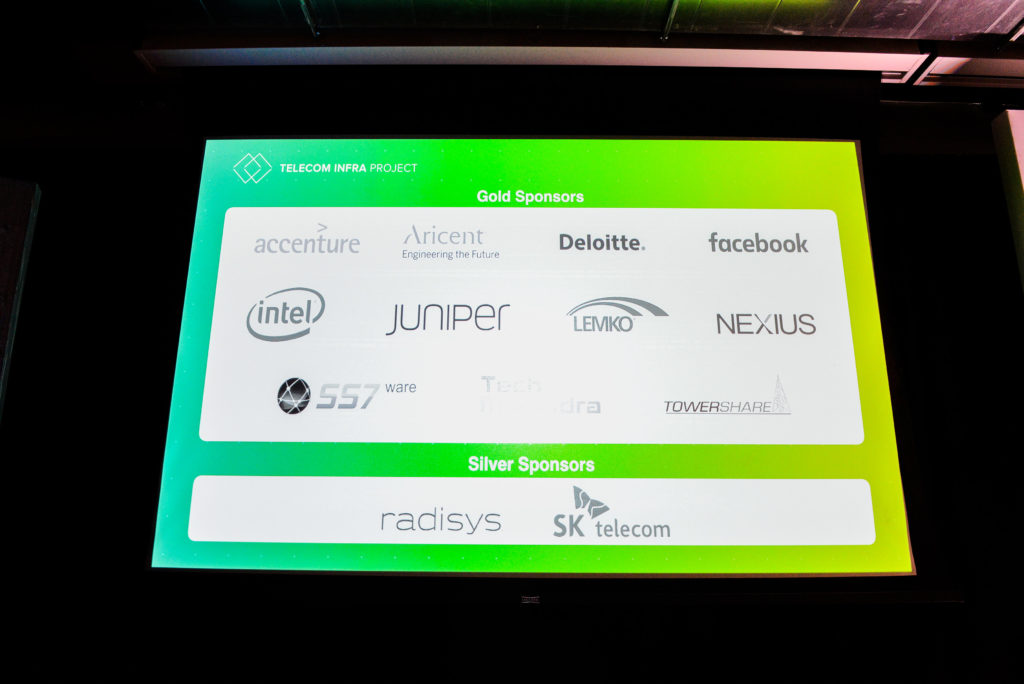 TELECOM INFRA PROJECT
Gold Sponsors
accenture
Aricent
Engineering the Future
Deloitte.
facebook
intel
JUNIPER
LEMKO
NEXIUS
SS7 ware
Tech
TOWERSHARE
Silver Sponsors
radisys
SK telecom